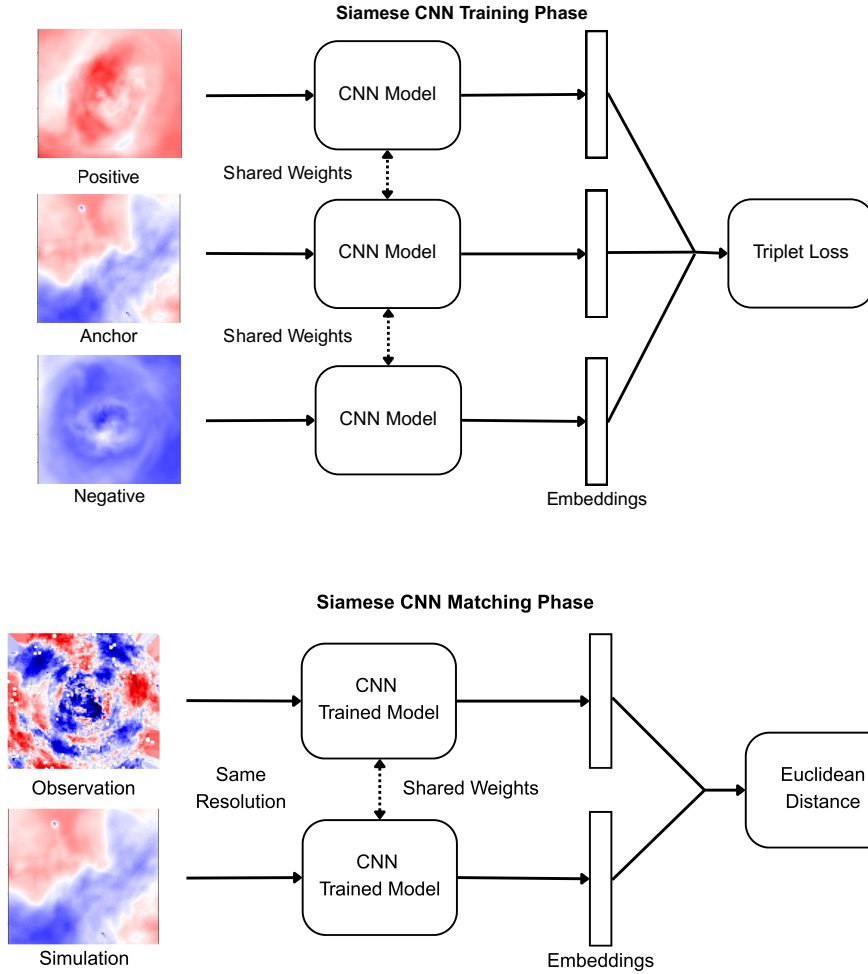 Siamese CNN Training Phase
CNN Model
Positive
Shared Weights
CNN Model
Triplet Loss
Anchor
Shared Weights
CNN Model
Negative
Embeddings
Siamese CNN Matching Phase
CNN
Trained Model
Observation
Same
Resolution
Shared Weights
Euclidean
Distance
CNN
Trained Model
Simulation
Embeddings